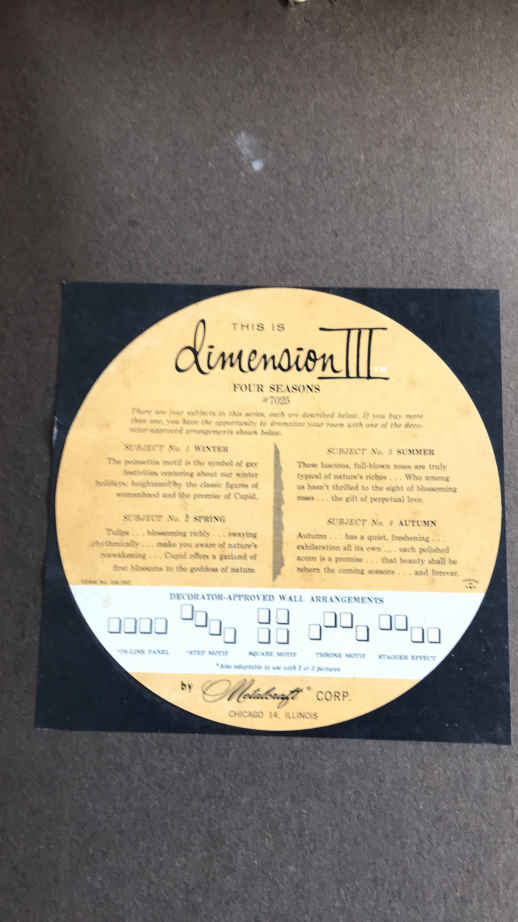 THIS IS
dimension III TM
FOUR SEASONS
#7025
There are four subjects in this series, each are described below. If you buy more
than one, you have the opportunity to dramatize your room with one of the deco-
rator-approved arrangements shown below.
SUBJECT No. 1 WINTER
The poinsettia motif is the symbol of gay
festivities centering about our winter
holidays; heightened by the classic figures of
womanhood and the promise of Cupid.
SUBJECT No. 2 SPRING
Tulips . . . blossoming richly . . . swaying
rhythmically . . . make you aware of nature's
reawakening . . . Cupid offers a garland of
first blossoms to the goddess of nature.
SUBJECT No. 3 SUMMER
These luscious, full-blown roses are truly
typical of nature's riches . . . Who among
us hasn't thrilled to the sight of blossoming
roses . . . the gift of perpetual love.
SUBJECT No. 4 AUTUMN
Autumn . . . has a quiet, freshening . . .
exhilaration all its own . . . each polished
acorn is a promise . . . that beauty shall be
reborn the coming seasons . . . and forever.
DECORATOR-APPROVED WALL ARRANGEMENTS
*ON-LINE PANEL
*STEP MOTIF
SQUARE MOTIF
THRONE MOTIF
STAGGER EFFECT
*Also adaptable to use with 2 or 3 pictures
by Metalcraft ® CORP.
CHICAGO 14, ILLINOIS